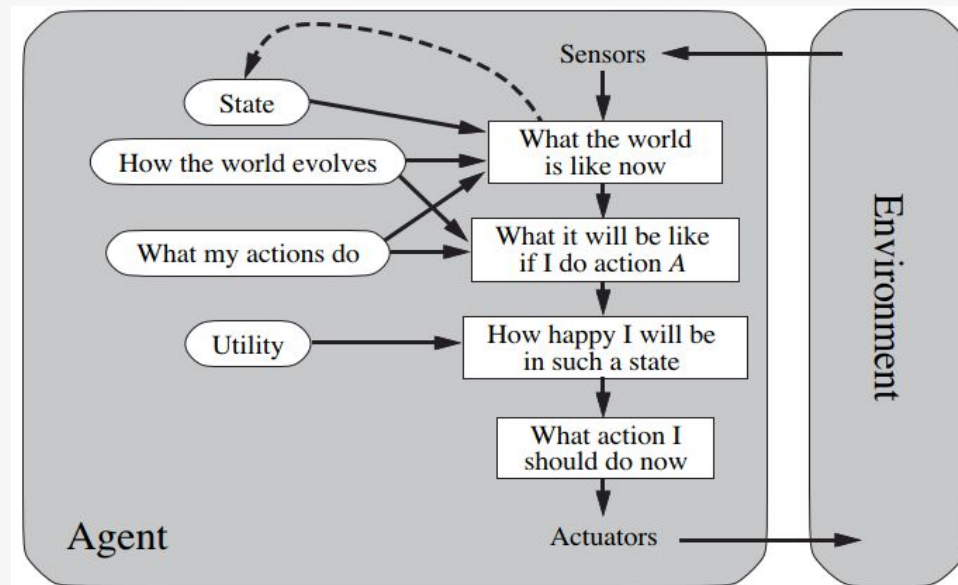 Sensors
State
What the world
is like now
How the world evolves
What my actions do
What it will be like
if I do action A
Utility
How happy I will be
in such a state
What action I
should do now
Agent
Actuators
Environment